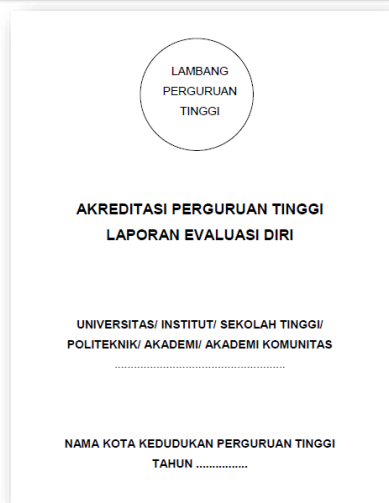 LAMBANG
PERGURUAN
TINGGI
AKREDITASI PERGURUAN TINGGI
LAPORAN EVALUASI DIRI
UNIVERSITAS/ INSTITUT/ SEKOLAH TINGGI/
POLITEKNIK/ AKADEMI/ AKADEMI KOMUNITAS
.....................................................
NAMA KOTA KEDUDUKAN PERGURUAN TINGGI
TAHUN ................